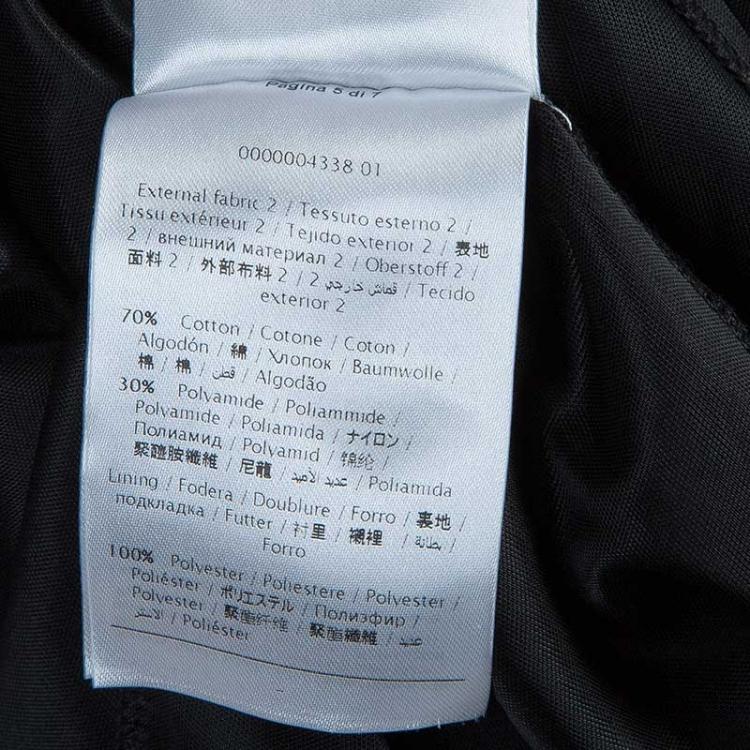 Pagina 5 di 7
0000004338 01
External fabric 2 / Tessuto esterno 2 /
Tissu extérieur 2 / Tejido exterior 2 / 表地
2 / внешний материал 2 / Oberstoff 2 /
面料 2 / 外部布料 2 / 2 قماش خارجي / Tecido
exterior 2
70% Cotton / Cotone / Coton /
Algodón / 綿 / Хлопок / Baumwolle /
棉 / 棉 / قطن / Algodão
30% Polyamide / Poliammide /
Polyamide / Poliamida / ナイロン /
Полиамид / Polyamid / 锦纶 /
聚醯胺纖維 / 尼龍 / عديد الأميد / Poliamida
Lining / Fodera / Doublure / Forro / 裏地 /
подкладка / Futter / 衬里 / 襯裡 / بطانة /
Forro
100% Polyester / Poliestere / Polyester /
Poliéster / ポリエステル / Полиэфир /
Polyester / 聚酯纤维 / 聚酯纖維 / عديد
الاستر / Poliéster